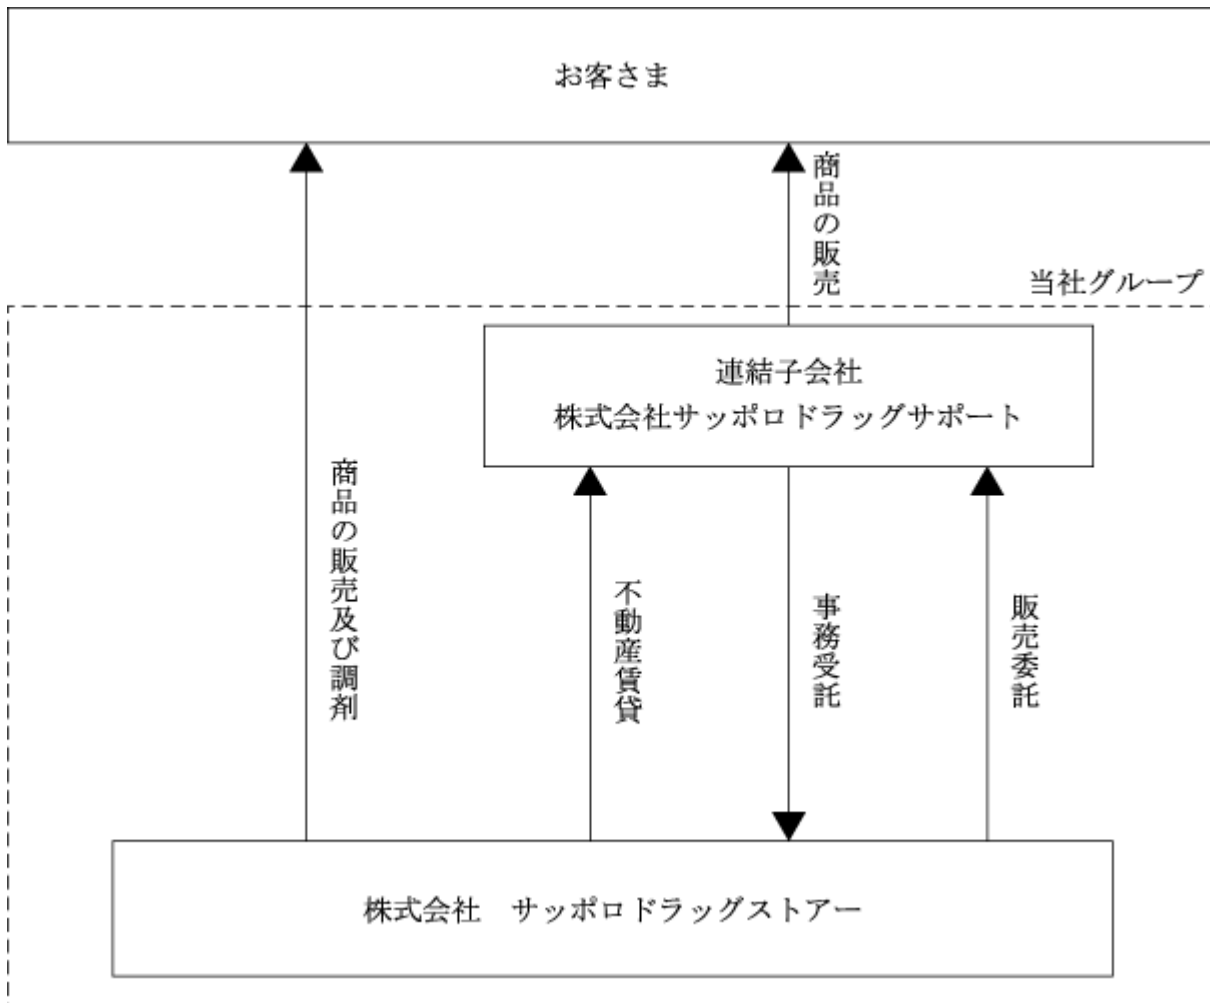 お客さま
商品の販売
当社グループ
連結子会社
株式会社サッポロドラッグサポート
商品の販売及び調剤
不動産賃貸
事務受託
販売委託
株式会社　サッポロドラッグストアー